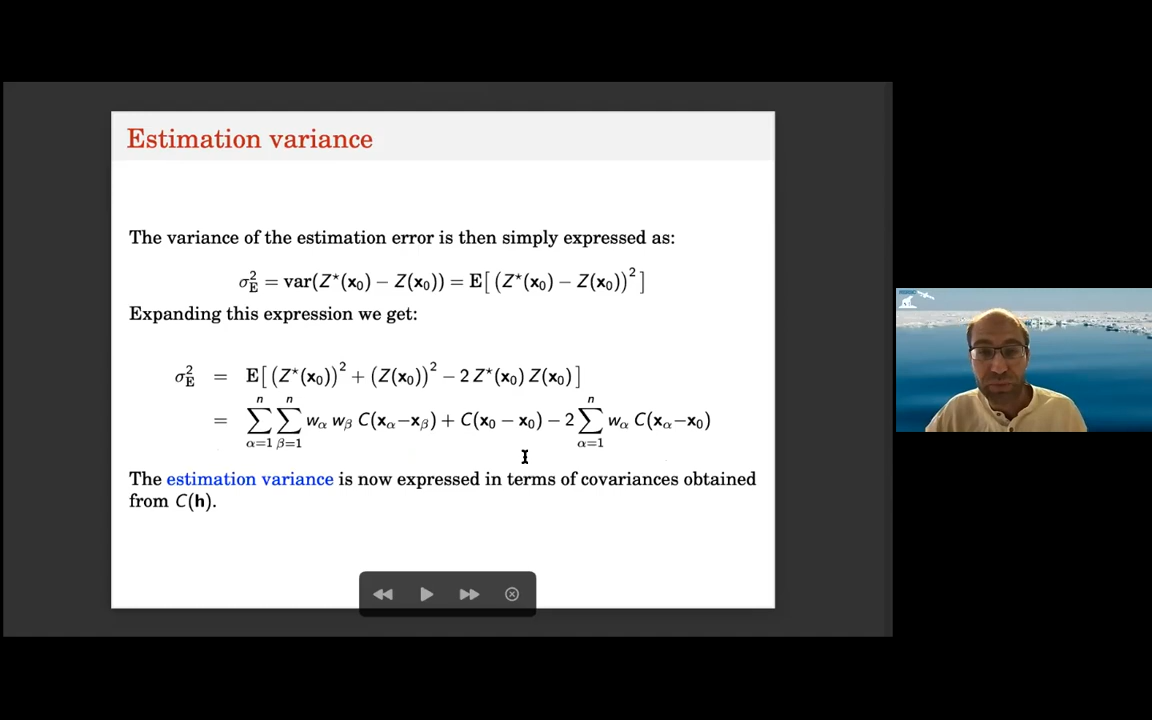 Estimation variance
The variance of the estimation error is then simply expressed as:
σ²_E = var(Z⋆(x₀) − Z(x₀)) = E[(Z⋆(x₀) − Z(x₀))²]
Expanding this expression we get:
σ²_E = E[(Z⋆(x₀))² + (Z(x₀))² − 2 Z⋆(x₀) Z(x₀)]
= ∑_{α=1}^{n} ∑_{β=1}^{n} w_α w_β C(x_α−x_β) + C(x₀ − x₀) − 2 ∑_{α=1}^{n} w_α C(x_α−x₀)
The estimation variance is now expressed in terms of covariances obtained
from C(h).